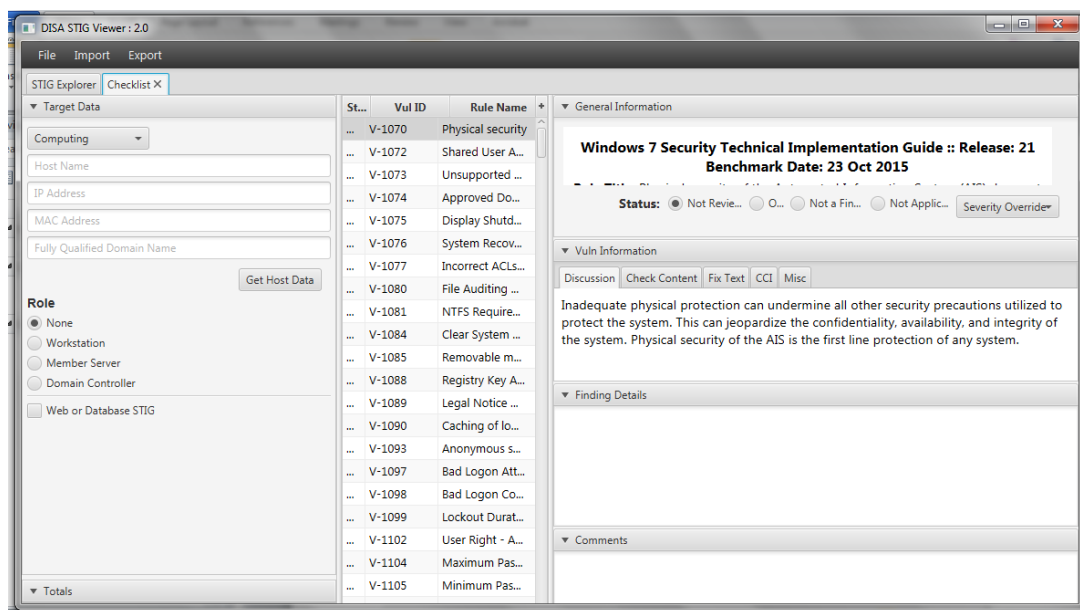 DISA STIG Viewer : 2.0
File Import Export
STIG Explorer Checklist X
Target Data
Computing
Host Name
IP Address
MAC Address
Fully Qualified Domain Name
Get Host Data
Role
None
Workstation
Member Server
Domain Controller
Web or Database STIG
Totals
St... Vul ID Rule Name +
... V-1070 Physical security
... V-1072 Shared User A...
... V-1073 Unsupported ...
... V-1074 Approved Do...
... V-1075 Display Shutd...
... V-1076 System Recov...
... V-1077 Incorrect ACLs...
... V-1080 File Auditing ...
... V-1081 NTFS Require...
... V-1084 Clear System ...
... V-1085 Removable m...
... V-1088 Registry Key A...
... V-1089 Legal Notice ...
... V-1090 Caching of lo...
... V-1093 Anonymous s...
... V-1097 Bad Logon Att...
... V-1098 Bad Logon Co...
... V-1099 Lockout Durat...
... V-1102 User Right - A...
... V-1104 Maximum Pas...
... V-1105 Minimum Pas...
General Information
Windows 7 Security Technical Implementation Guide :: Release: 21
Benchmark Date: 23 Oct 2015
Status: Not Revie... O... Not a Fin... Not Applic... Severity Override
Vuln Information
Discussion Check Content Fix Text CCI Misc
Inadequate physical protection can undermine all other security precautions utilized to
protect the system. This can jeopardize the confidentiality, availability, and integrity of
the system. Physical security of the AIS is the first line protection of any system.
Finding Details
Comments